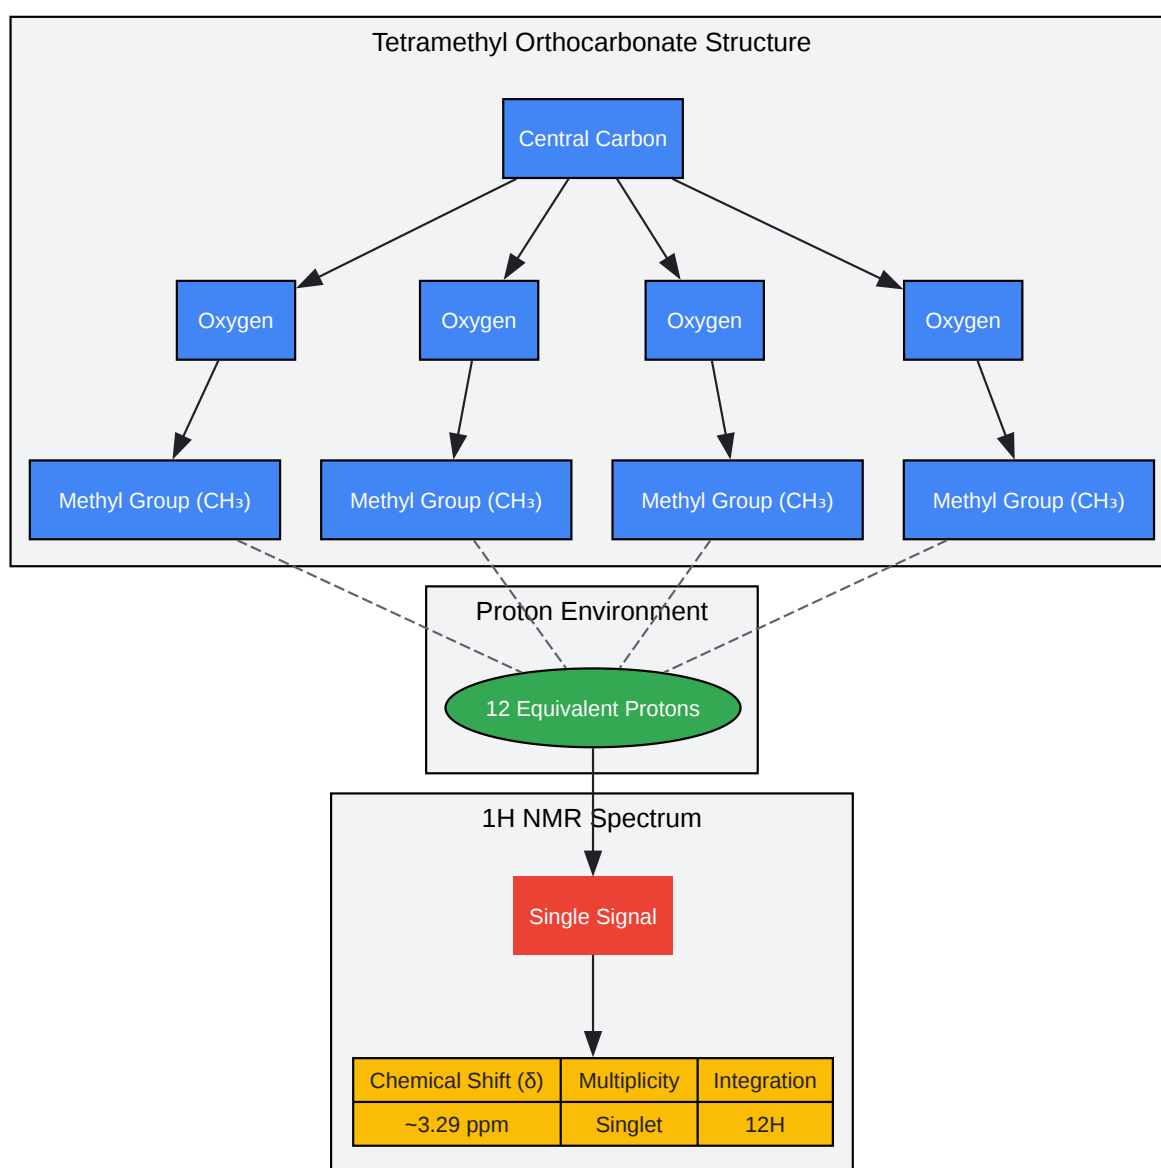 Tetramethyl Orthocarbonate Structure
Central Carbon
Oxygen
Oxygen
Oxygen
Oxygen
Methyl Group (CH₃)
Methyl Group (CH₃)
Methyl Group (CH₃)
Methyl Group (CH₃)
Proton Environment
12 Equivalent Protons
1H NMR Spectrum
Single Signal
Chemical Shift (δ) Multiplicity Integration
~3.29 ppm Singlet 12H